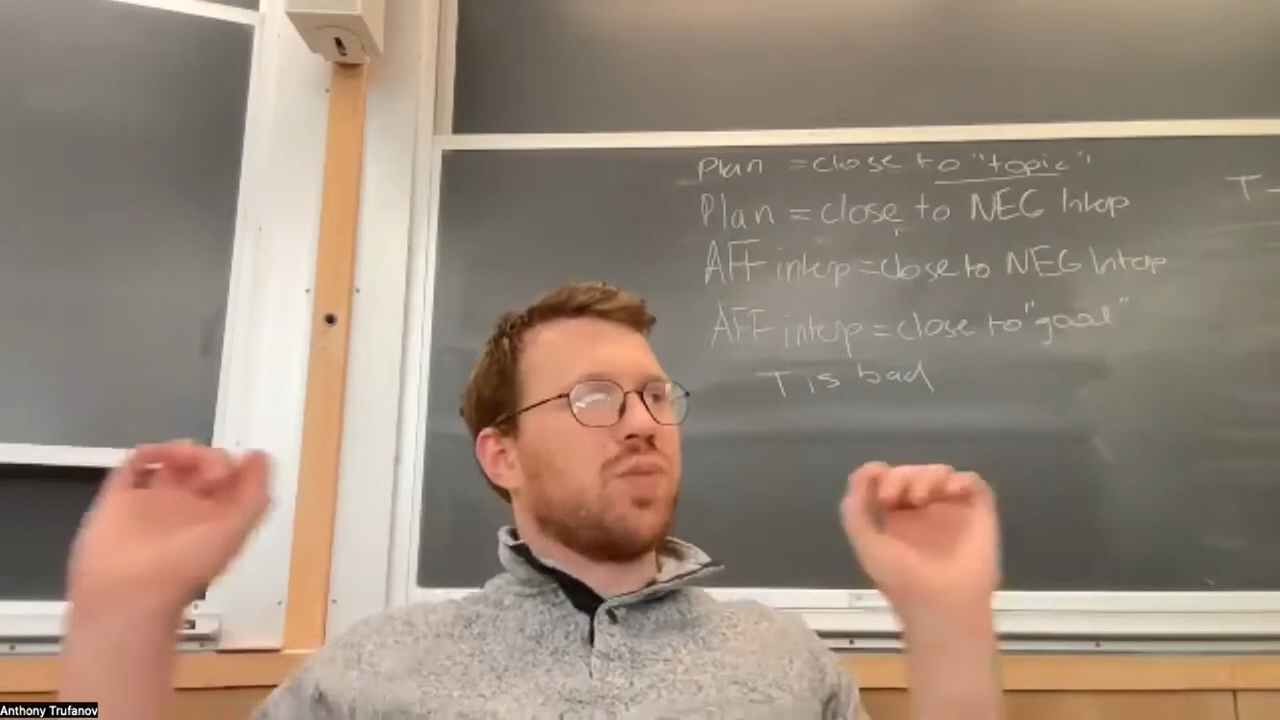 Plan = close to "topic"
T-
Plan = close to NEG Interp
AFF interp = close to NEG Interp
AFF interp = close to "goal"
T is bad
Anthony Trufanov